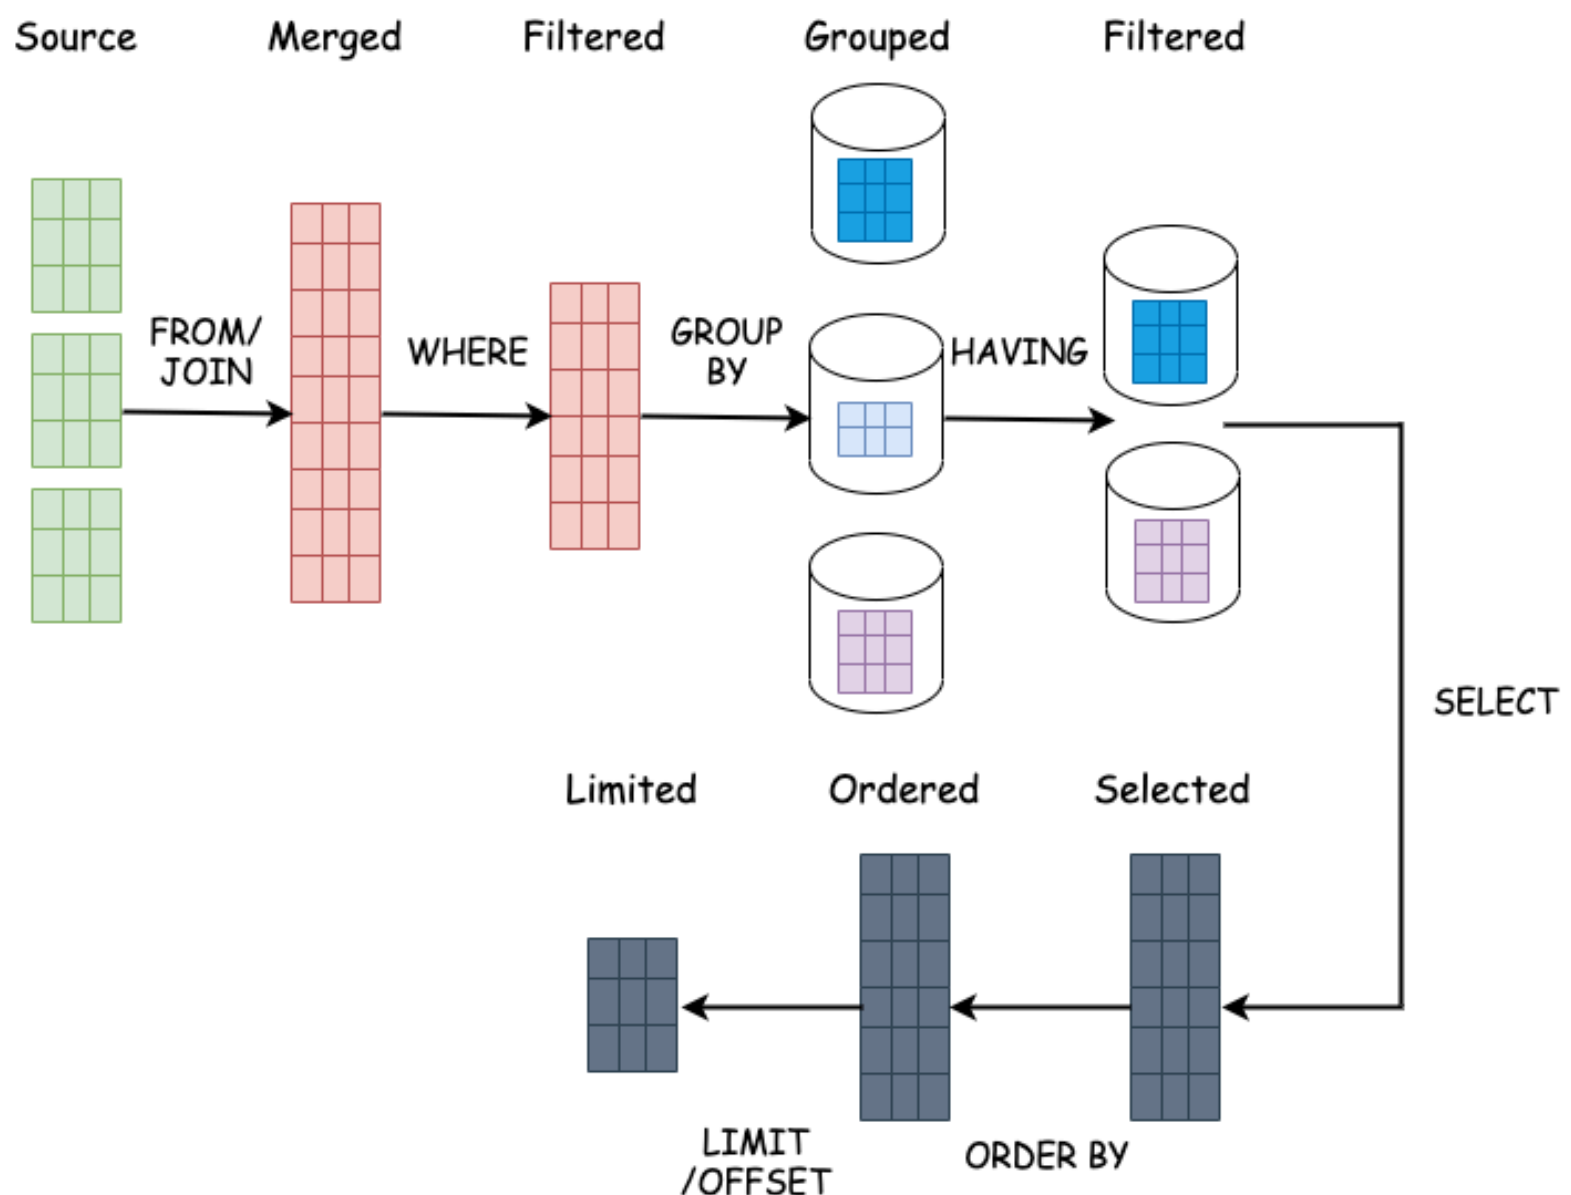 Source
Merged
Filtered
Grouped
Filtered
FROM/
JOIN
WHERE
GROUP
BY
HAVING
SELECT
Limited
Ordered
Selected
LIMIT
/OFFSET
ORDER BY